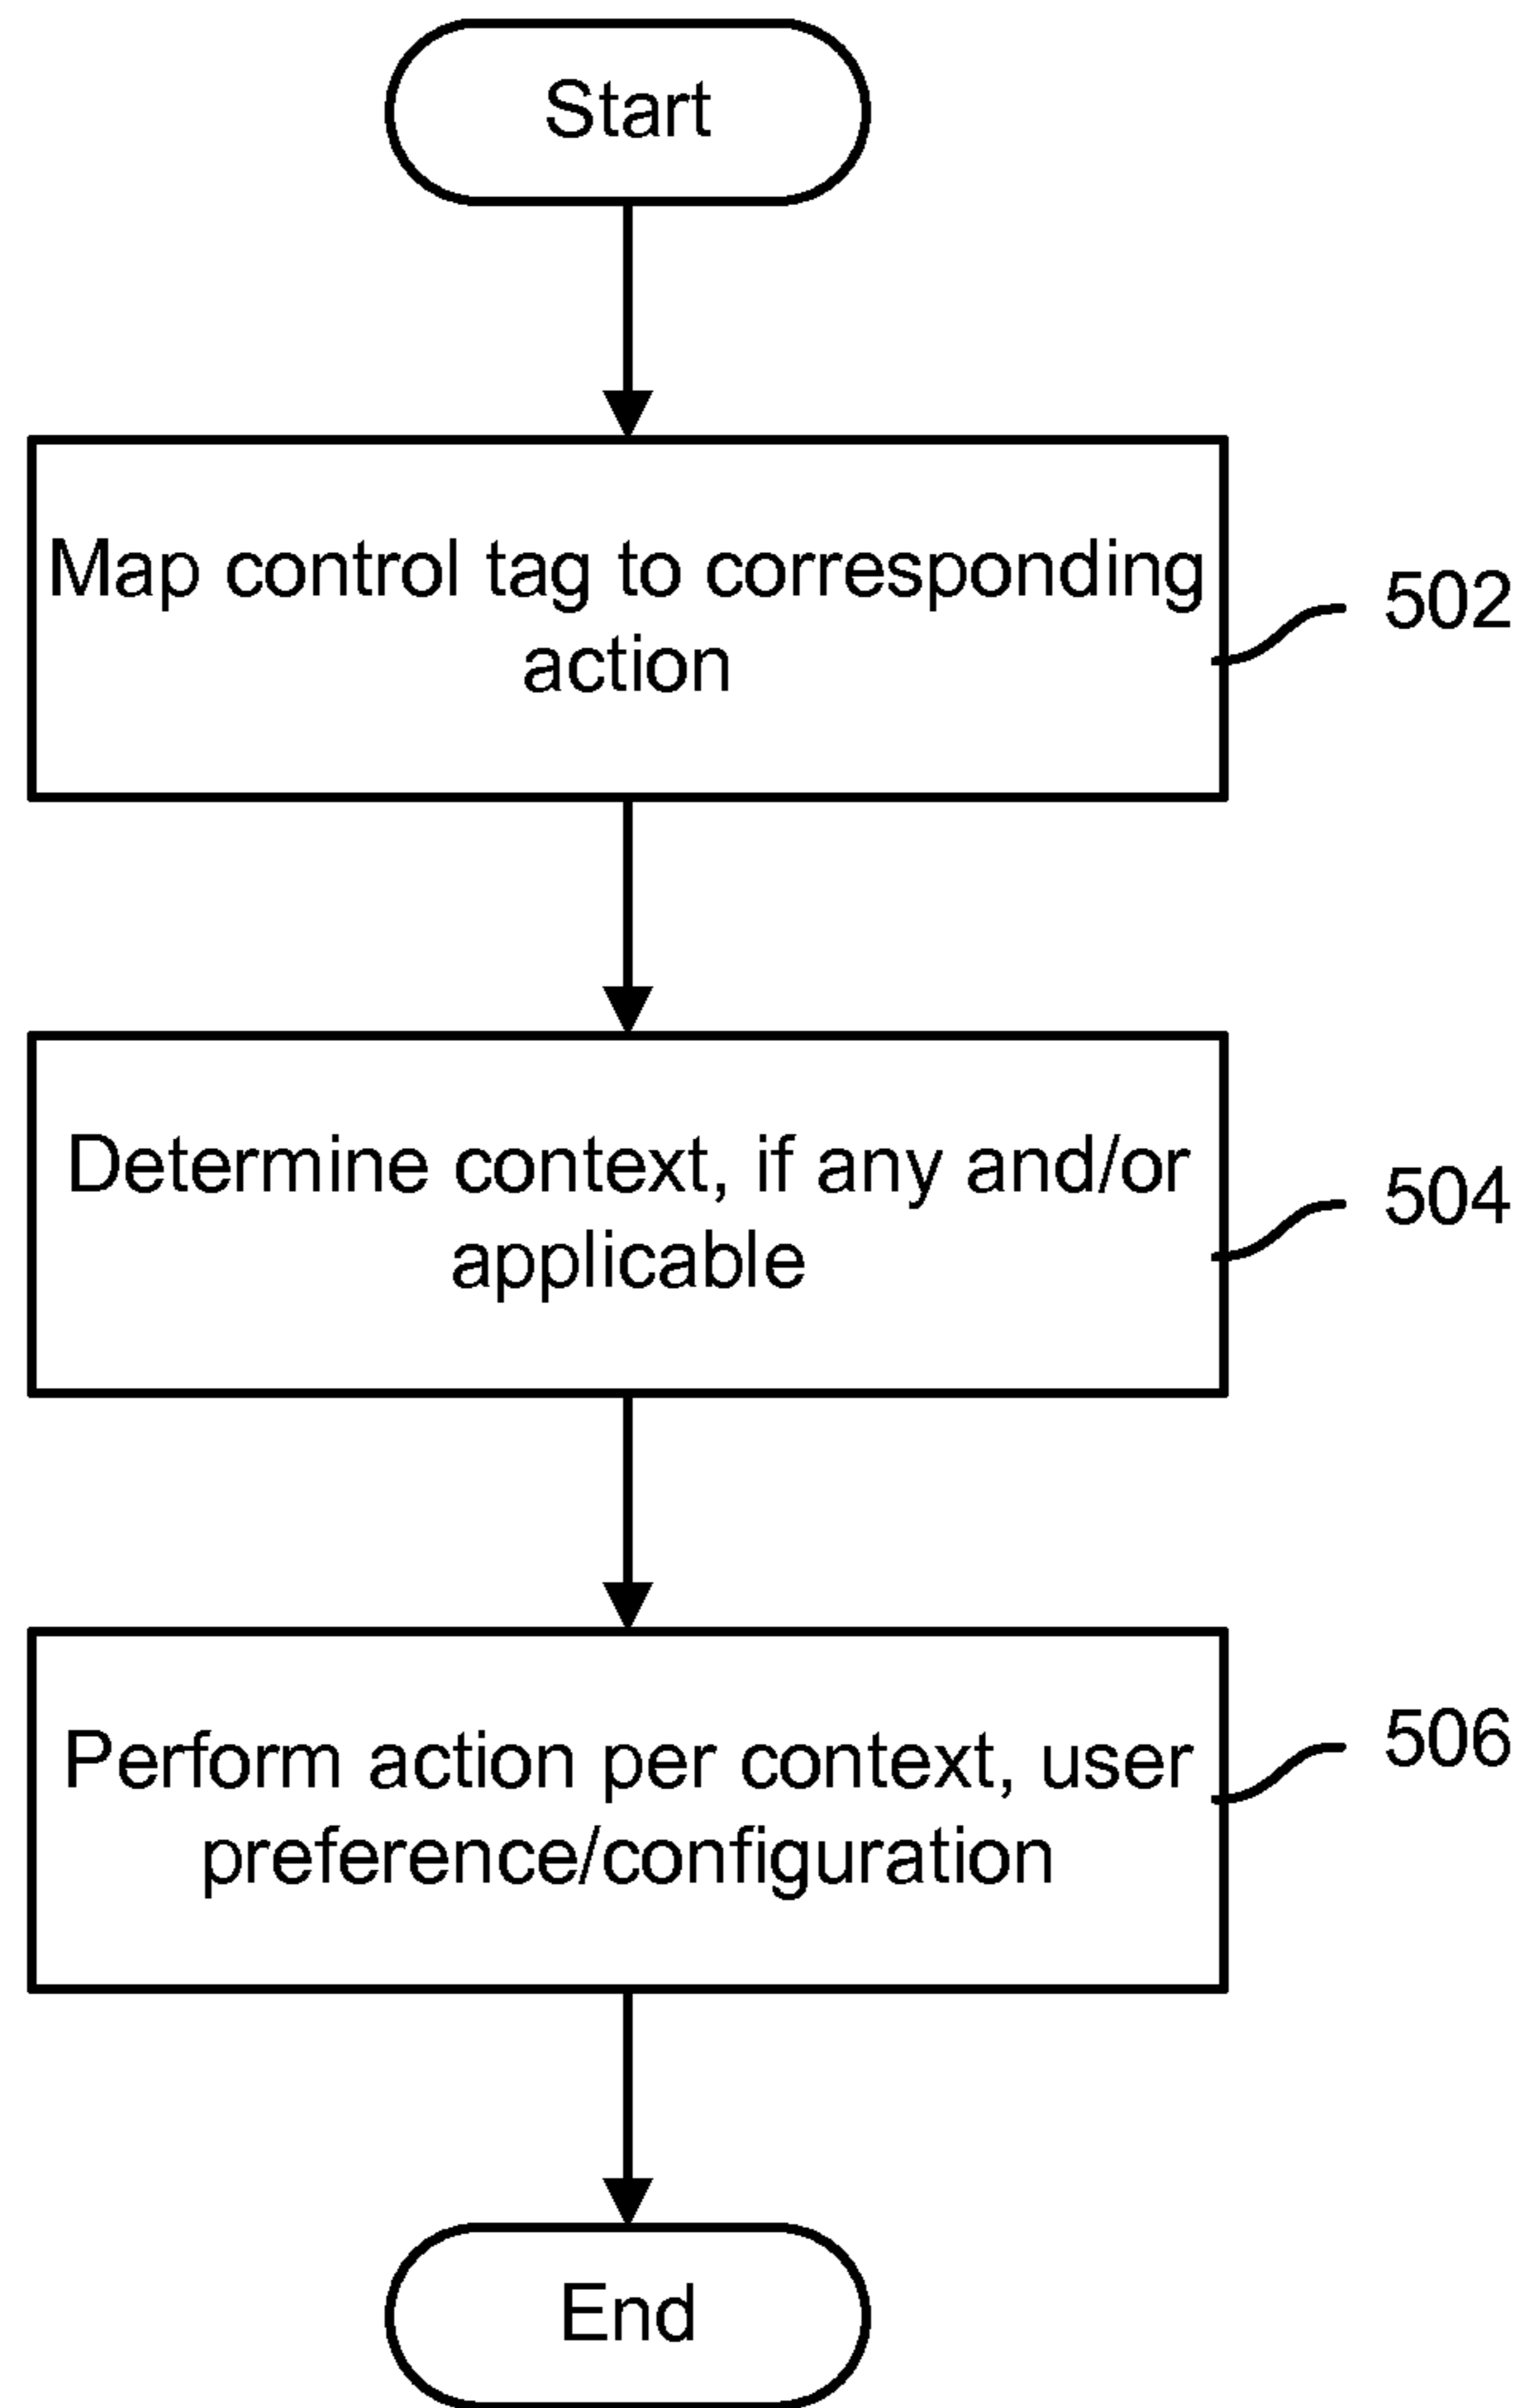 Start
Map control tag to corresponding
action
502
Determine context, if any and/or
applicable
504
Perform action per context, user
preference/configuration
506
End